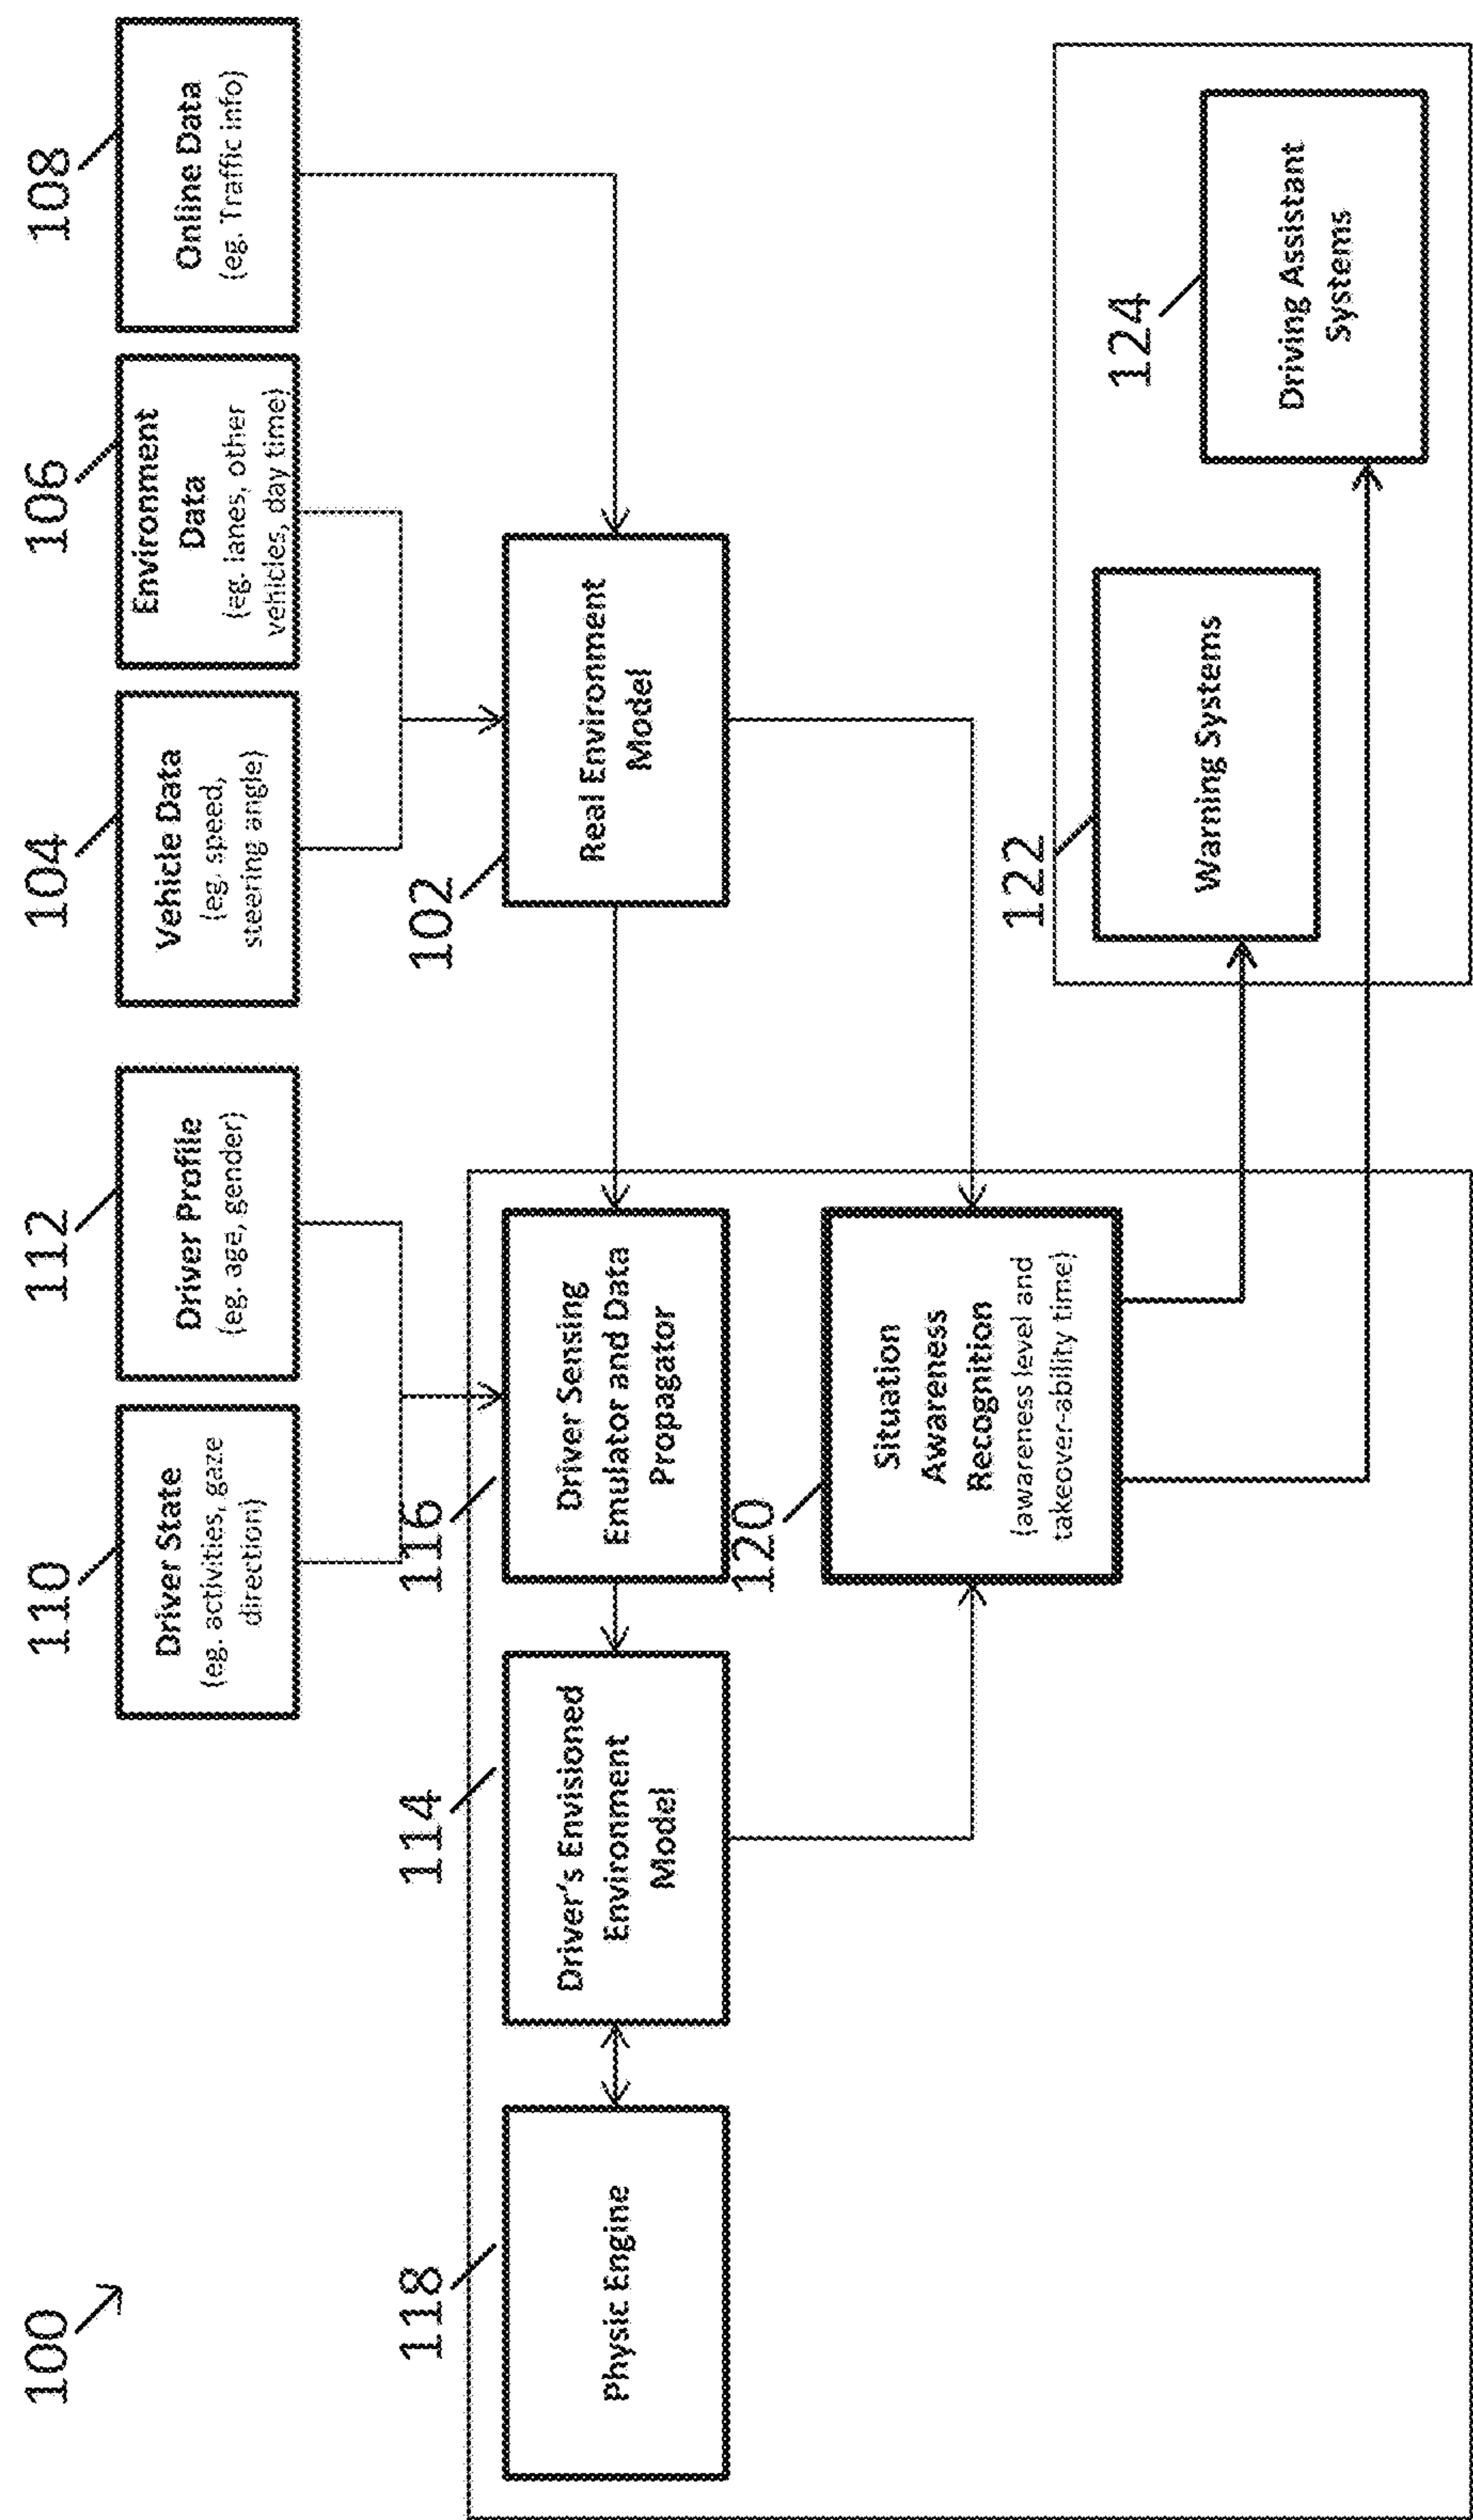 100
110
112
104
106
108
Driver State
(eg. activities, gaze
direction)
Driver Profile
(eg. age, gender)
Vehicle Data
(eg. speed,
steering angle)
Environment
Data
(eg. lanes, other
vehicles, day time)
Online Data
(eg. Traffic info)
118
114
116
102
Physic Engine
Driver's Envisioned
Environment
Model
Driver Sensing
Emulator and Data
Propagator
Real Environment
Model
120
Situation
Awareness
Recognition
(awareness level and
takeover-ability time)
122
Warning Systems
124
Driving Assistant
Systems